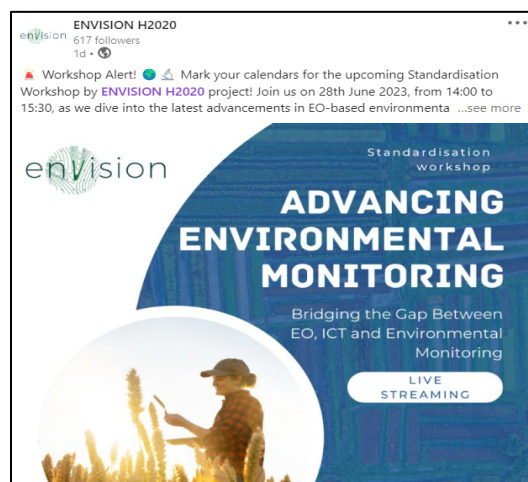 ENVISION H2020
envision
617 followers
1d •
Workshop Alert! Mark your calendars for the upcoming Standardisation
Workshop by ENVISION H2020 project! Join us on 28th June 2023, from 14:00 to
15:30, as we dive into the latest advancements in EO-based environmenta ...see more
envision
Standardisation
workshop
ADVANCING
ENVIRONMENTAL
MONITORING
Bridging the Gap Between
EO, ICT and Environmental
Monitoring
LIVE
STREAMING